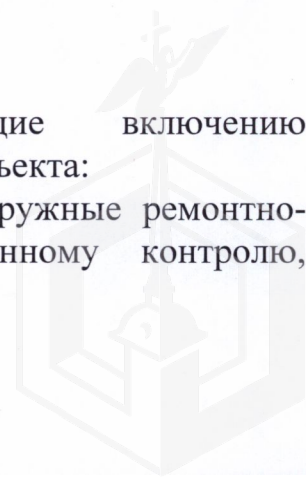 щие включению
ъекта:
ружные ремонтно-
нному контролю,